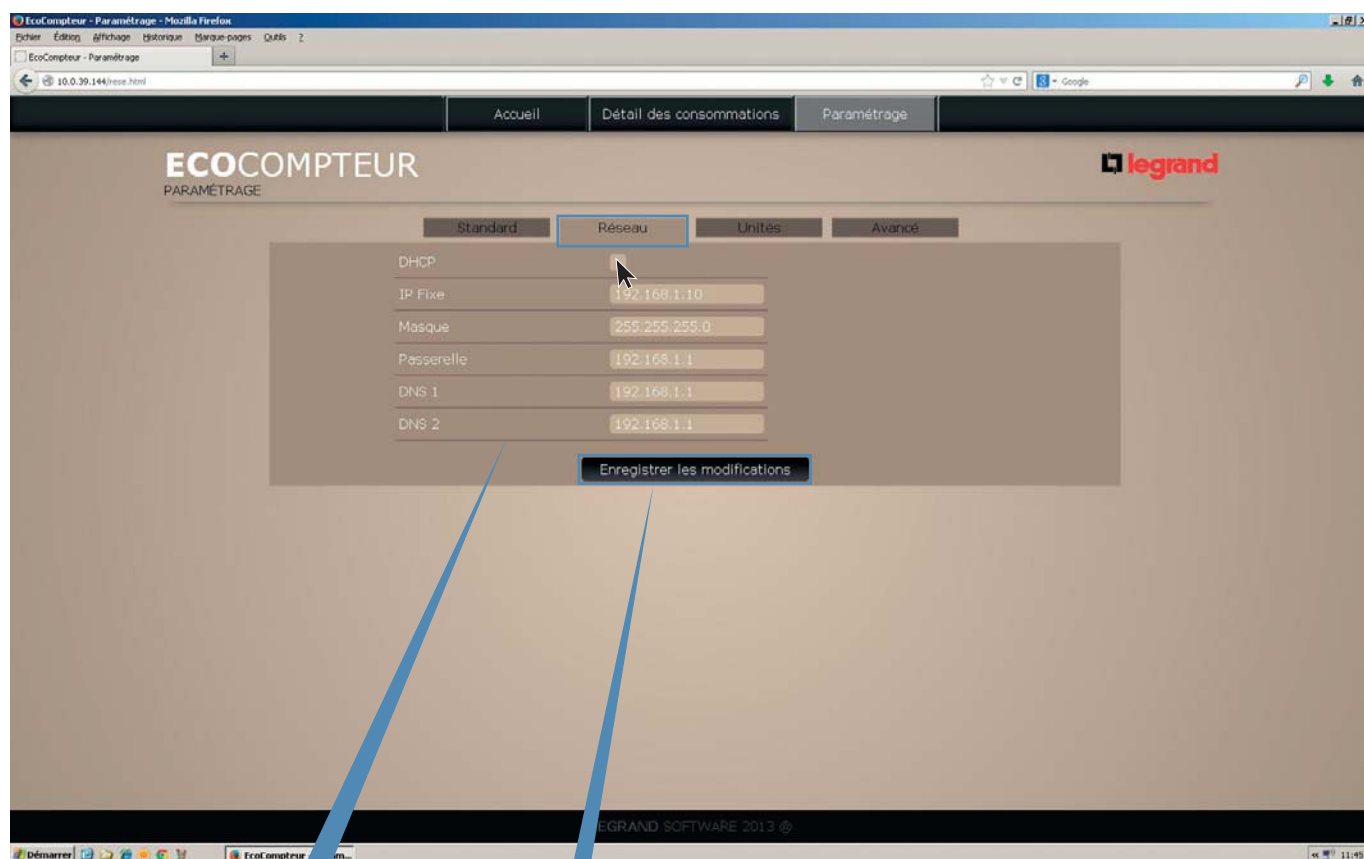 EcoCompteur - Paramétrage - Mozilla Firefox
Fichier Édition Affichage Historique Marque-pages Outils ?
EcoCompteur - Paramétrage +
10.0.39.144/rese.html Google
Accueil Détail des consommations Paramétrage
ECOCOMPTEUR
legrand
PARAMÉTRAGE
Standard Réseau Unités Avancé
DHCP
IP Fixe 192.168.1.10
Masque 255.255.255.0
Passerelle 192.168.1.1
DNS 1 192.168.1.1
DNS 2 192.168.1.1
Enregistrer les modifications
EGRAND SOFTWARE 2013 ©
Démarrer EcoCompteur 11:45